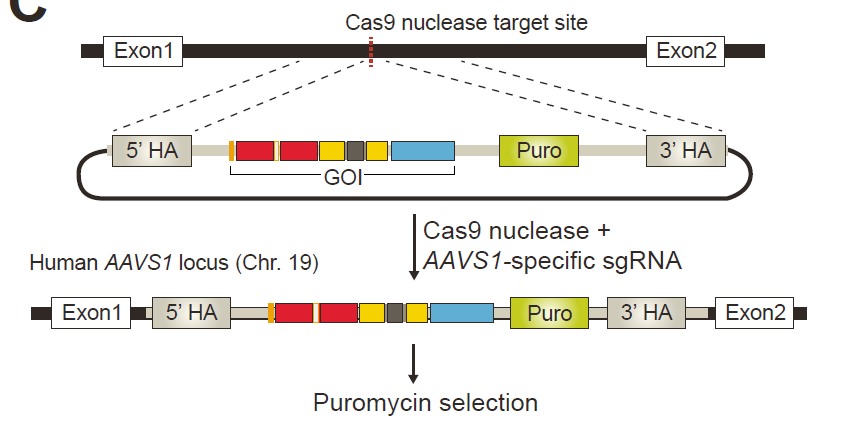 C
Cas9 nuclease target site
Exon1
Exon2
5’ HA
Puro
3’ HA
GOI
Cas9 nuclease +
AAVS1-specific sgRNA
Human AAVS1 locus (Chr. 19)
Exon1
5’ HA
Puro
3’ HA
Exon2
Puromycin selection